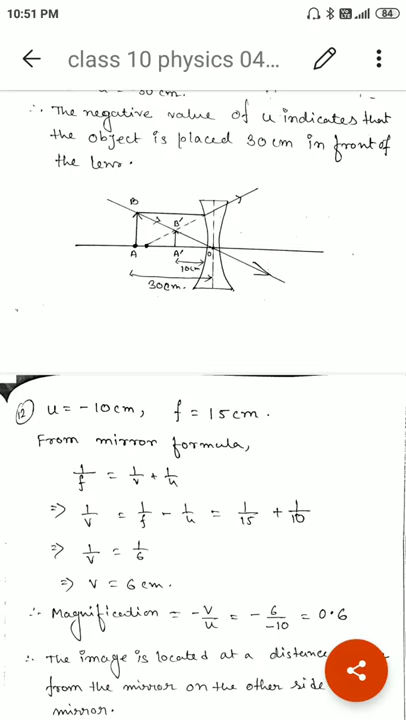 10:51 PM 84
class 10 physics 04...
30 cm.
∴ The negative value of u indicates that
the object is placed 30 cm in front of
the lens.
B
B'
A A' O
10cm
30cm.
(12) u = -10cm, f = 15cm.
From mirror formula,
1/f = 1/v + 1/u
=> 1/v = 1/f - 1/u = 1/15 + 1/10
=> 1/v = 1/6
=> v = 6 cm.
∴ Magnification = -v/u = - 6/-10 = 0.6
∴ The image is located at a distance
from the mirror on the other side
mirror.